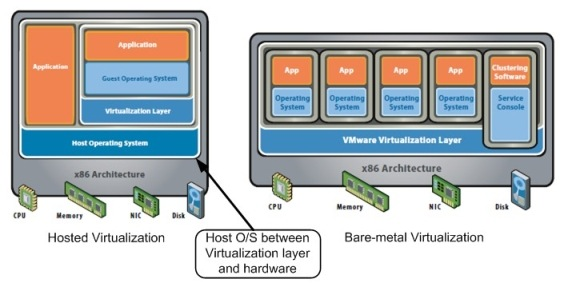 Application
Application
Guest Operating System
Virtualization Layer
Host Operating System
x86 Architecture
CPU
Memory
NIC
Disk
Hosted Virtualization
Host O/S between
Virtualization layer
and hardware
App
App
App
App
Clustering
Software
Operating
System
Operating
System
Operating
System
Operating
System
Service
Console
VMware Virtualization Layer
x86 Architecture
CPU
Memory
NIC
Disk
Bare-metal Virtualization